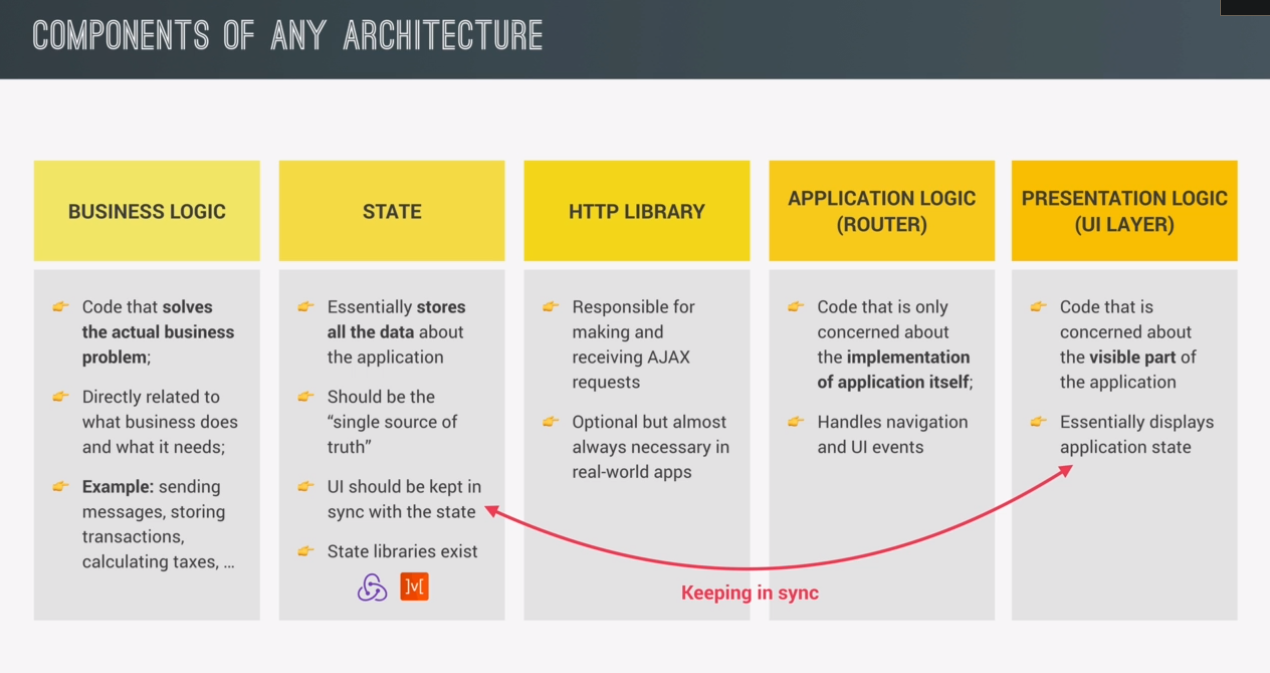 COMPONENTS OF ANY ARCHITECTURE
BUSINESS LOGIC
Code that solves
the actual business
problem;
Directly related to
what business does
and what it needs;
Example: sending
messages, storing
transactions,
calculating taxes, …
STATE
Essentially stores
all the data about
the application
Should be the
“single source of
truth”
UI should be kept in
sync with the state
State libraries exist
]v[
HTTP LIBRARY
Responsible for
making and
receiving AJAX
requests
Optional but almost
always necessary in
real-world apps
APPLICATION LOGIC
(ROUTER)
Code that is only
concerned about
the implementation
of application itself;
Handles navigation
and UI events
PRESENTATION LOGIC
(UI LAYER)
Code that is
concerned about
the visible part of
the application
Essentially displays
application state
Keeping in sync